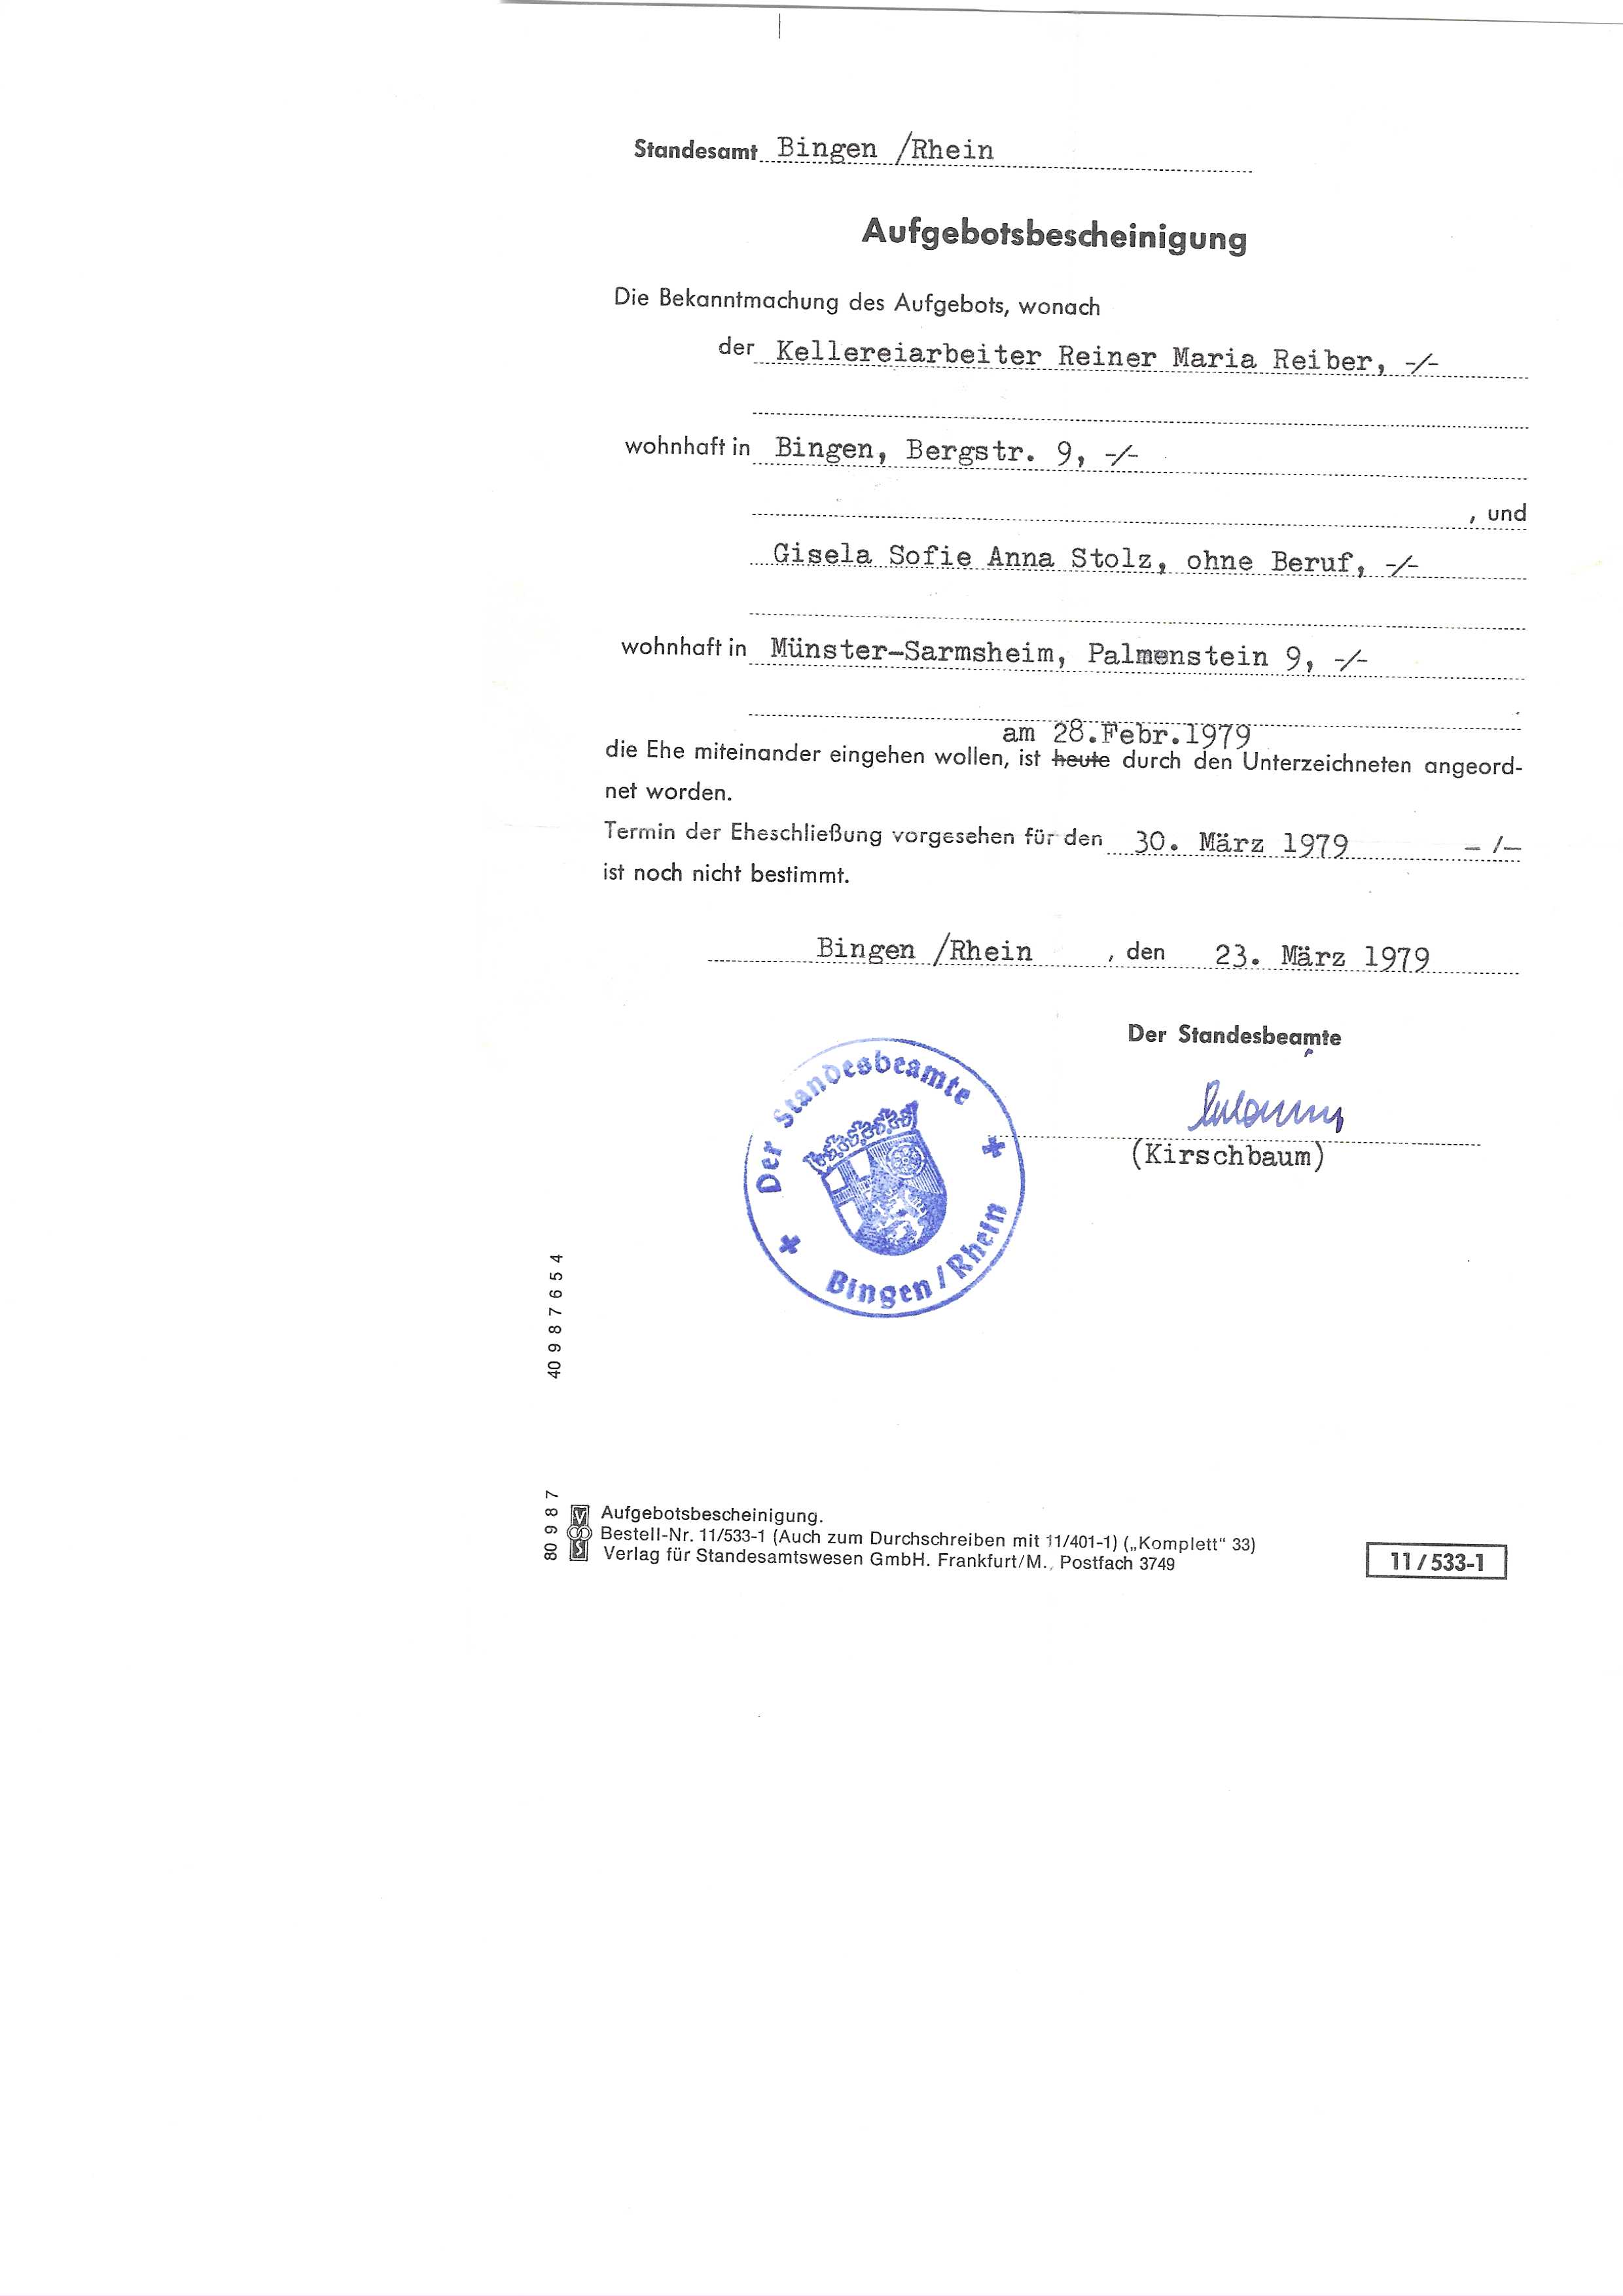 Standesamt Bingen /Rhein
Aufgebotsbescheinigung
Die Bekanntmachung des Aufgebots, wonach
der Kellereiarbeiter Reiner Maria Reiber, -/-
wohnhaft in Bingen, Bergstr. 9, -/-
, und
Gisela Sofie Anna Stolz, ohne Beruf, -/-
wohnhaft in Münster-Sarmsheim, Palmenstein 9, -/-
am 28.Febr.1979
die Ehe miteinander eingehen wollen, ist heute durch den Unterzeichneten angeord-
net worden.
Termin der Eheschließung vorgesehen für den 30. März 1979 - /-
ist noch nicht bestimmt.
Bingen /Rhein , den 23. März 1979
Der Standesbeamte
(Kirschbaum)
Der Standesbeamte
Bingen/Rhein
40 9 8 7 6 5 4
80 9 8 7
Aufgebotsbescheinigung.
Bestell-Nr. 11/533-1 (Auch zum Durchschreiben mit 11/401-1) („Komplett“ 33)
Verlag für Standesamtswesen GmbH. Frankfurt/M., Postfach 3749
11/533-1